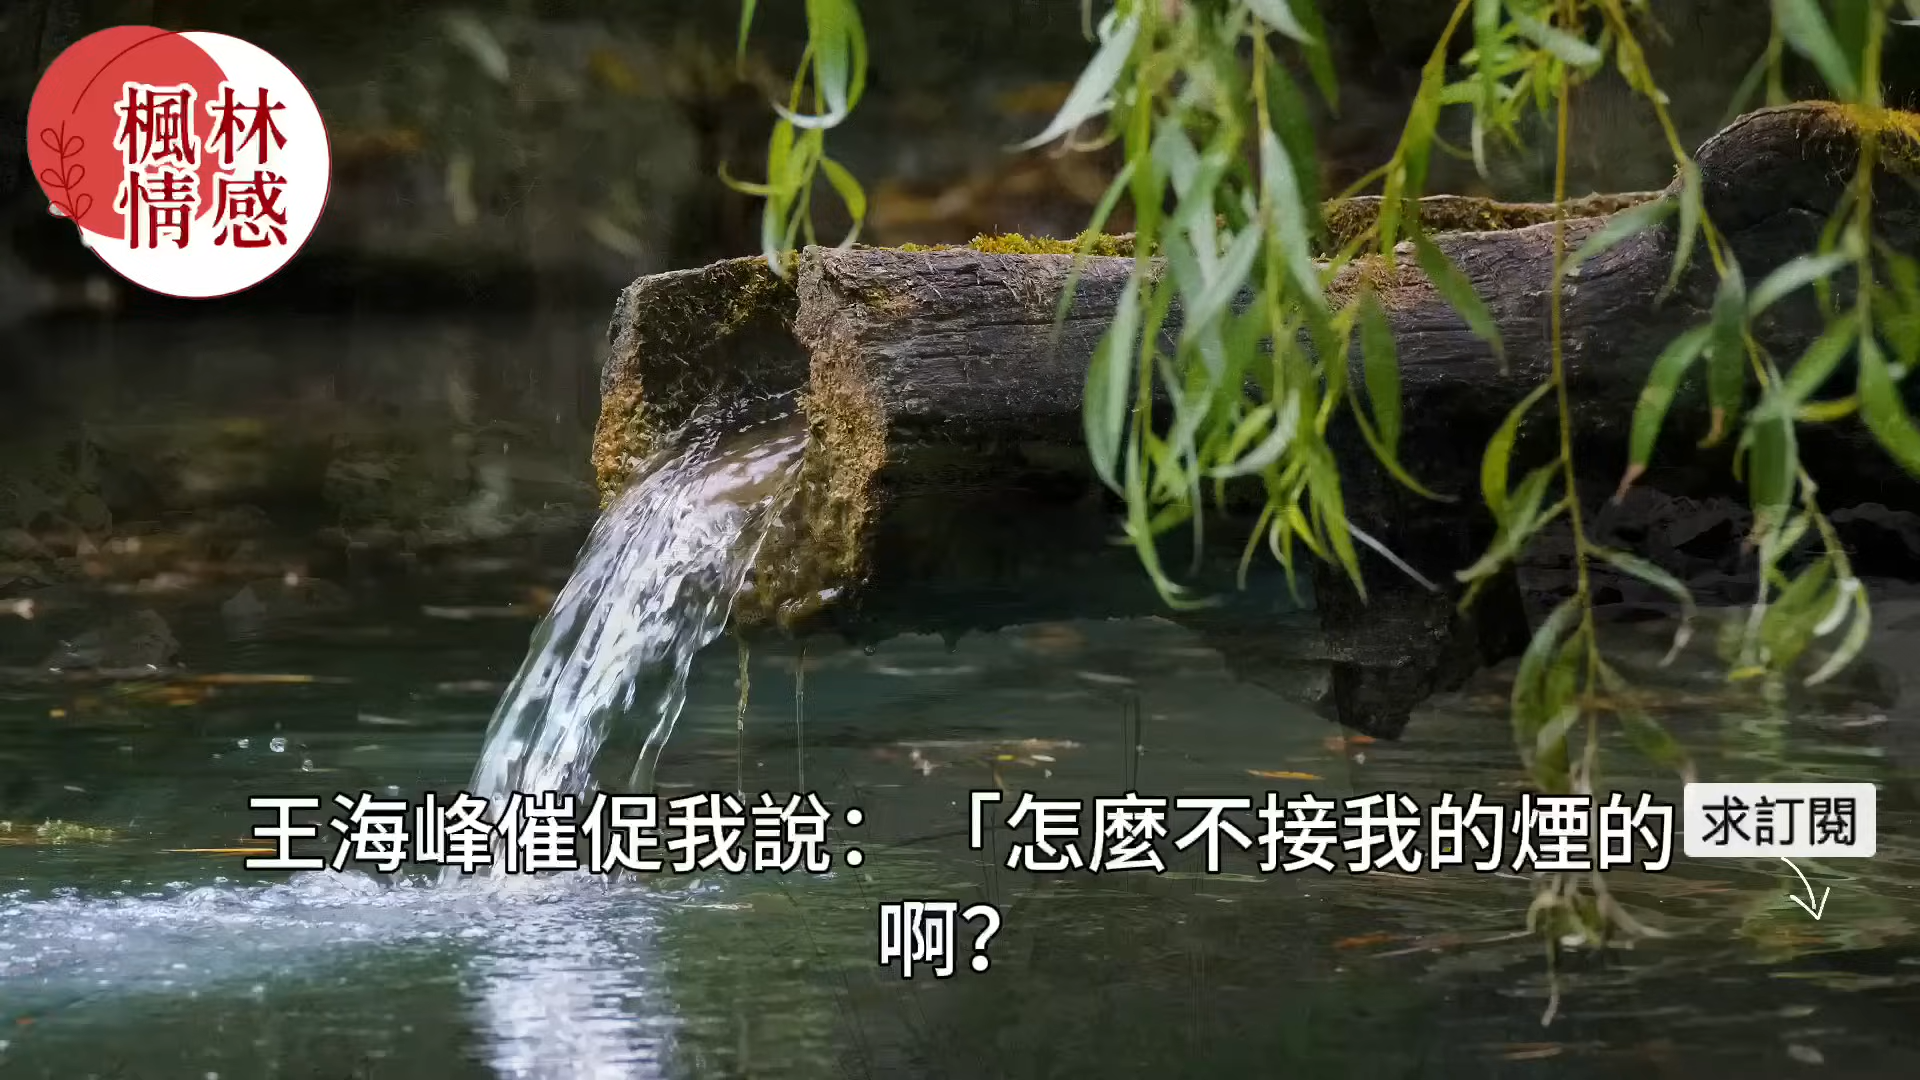 楓林
情感
王海峰催促我說：「怎麼不接我的煙的
啊？
求訂閱